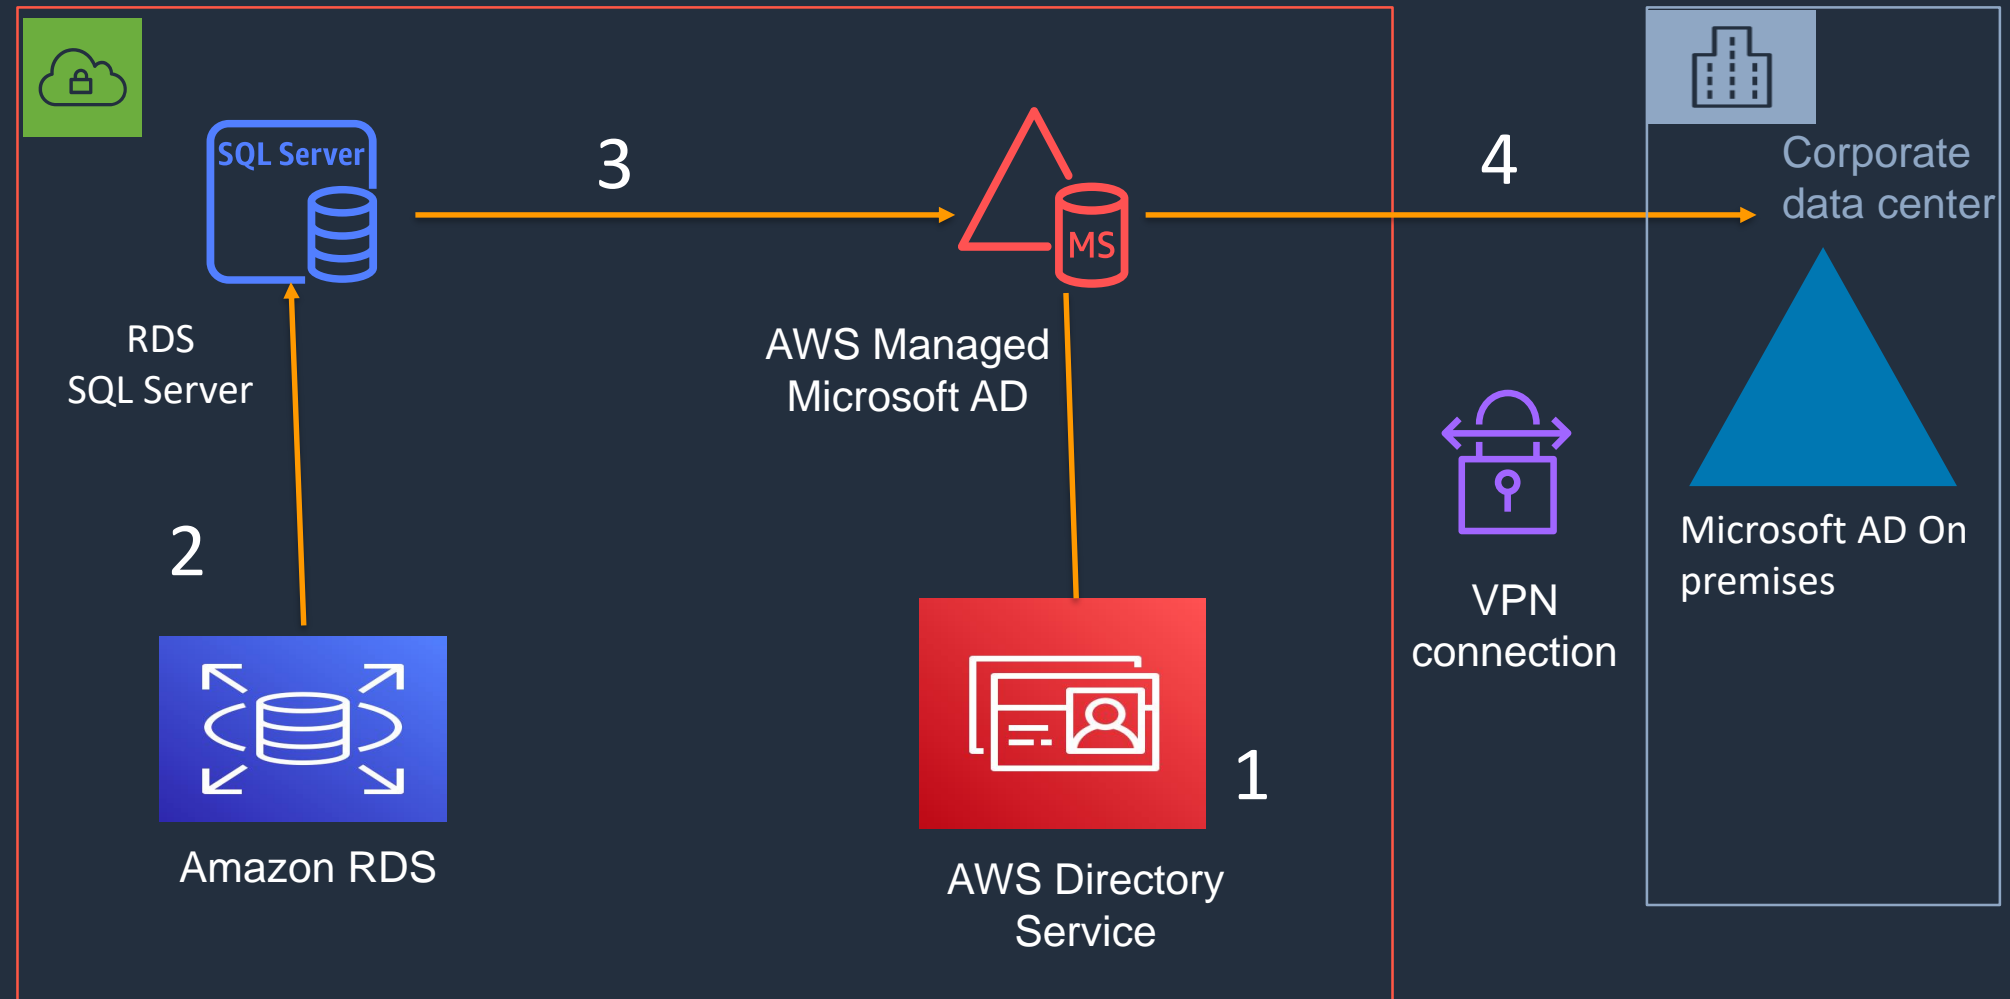 SQL Server
3
4
Corporate
data center
MS
RDS
SQL Server
AWS Managed
Microsoft AD
2
Microsoft AD On
premises
VPN
connection
1
Amazon RDS
AWS Directory
Service